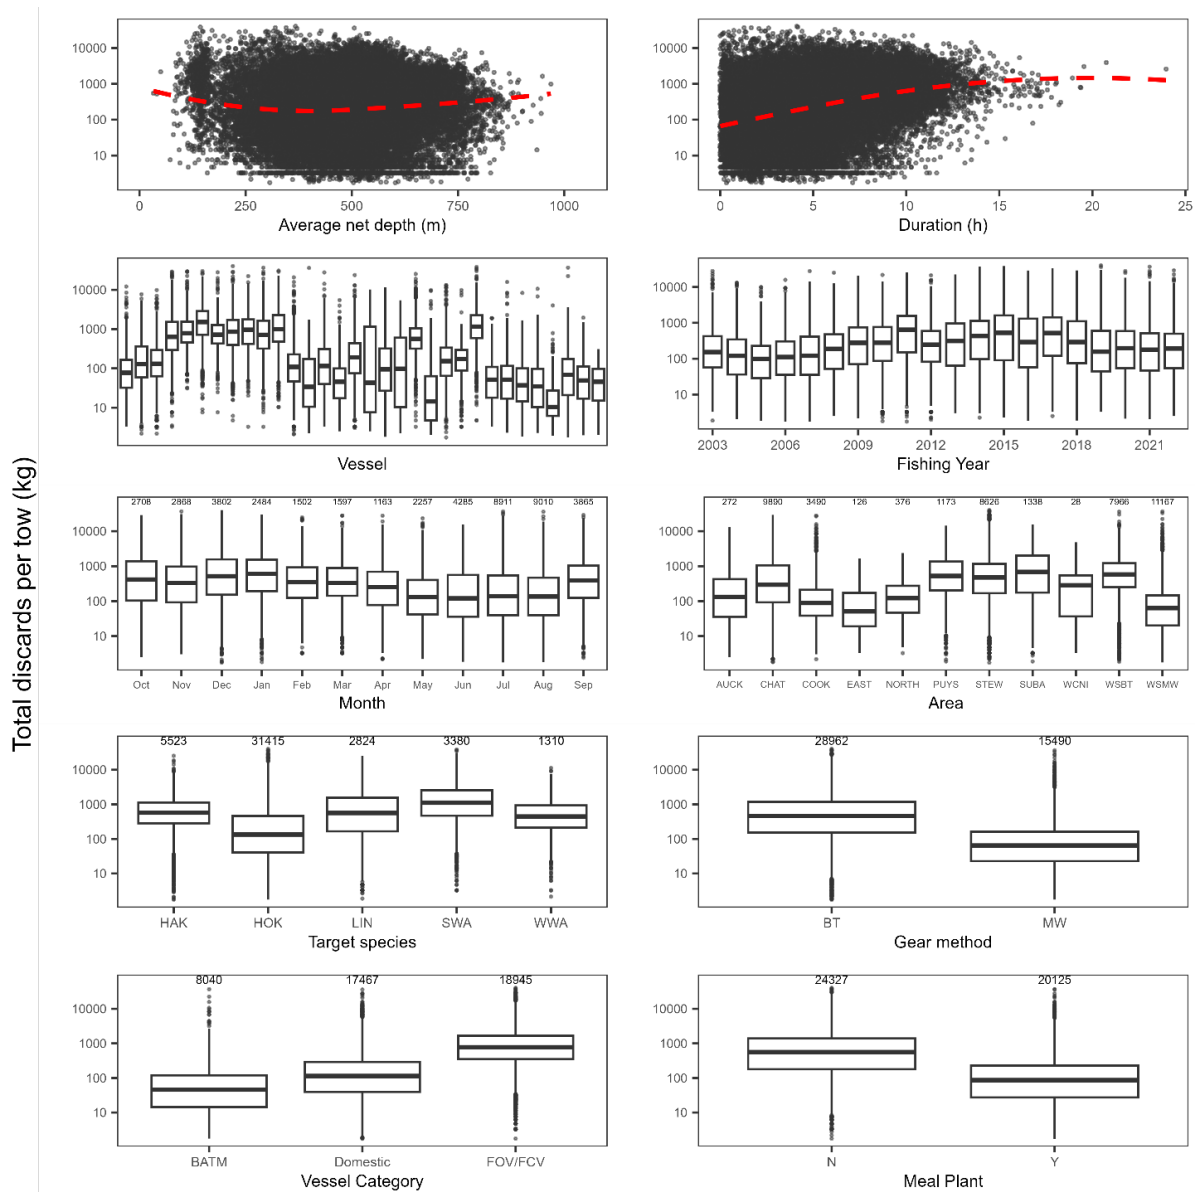 Total discards per tow (kg)
10000
1000
100
10
0 250 500 750 1000
Average net depth (m)
10000
1000
100
10
0 5 10 15 20 25
Duration (h)
10000
1000
100
10
Vessel
10000
1000
100
10
2003 2006 2009 2012 2015 2018 2021
Fishing Year
2708 2868 3802 2484 1502 1597 1163 2257 4285 8911 9010 3865
10000
1000
100
10
Oct Nov Dec Jan Feb Mar Apr May Jun Jul Aug Sep
Month
272 9890 3490 126 376 1173 8626 1338 28 7966 11167
10000
1000
100
10
AUCK CHAT COOK EAST NORTH PUYS STEW SUBA WCNI WSBT WSMW
Area
5523 31415 2824 3380 1310
10000
1000
100
10
HAK HOK LIN SWA WWA
Target species
28962 15490
10000
1000
100
10
BT MW
Gear method
8040 17467 18945
10000
1000
100
10
BATM Domestic FOV/FCV
Vessel Category
24327 20125
10000
1000
100
10
N Y
Meal Plant